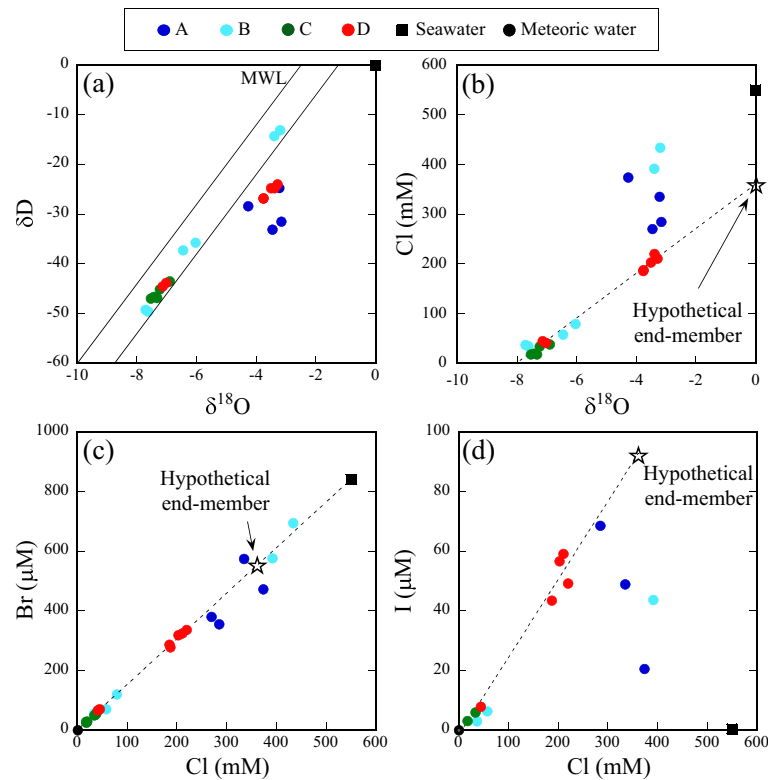 A B C D Seawater Meteoric water
(a)
MWL
0
-10
-20
-30
-40
-50
-60
δD
-10 -8 -6 -4 -2 0
δ18O
(b)
600
500
400
300
200
100
0
Cl (mM)
Hypothetical
end-member
-10 -8 -6 -4 -2 0
δ18O
(c)
1000
800
600
400
200
0
Br (μM)
Hypothetical
end-member
0 100 200 300 400 500 600
Cl (mM)
(d)
100
80
60
40
20
0
I (μM)
Hypothetical
end-member
0 100 200 300 400 500 600
Cl (mM)